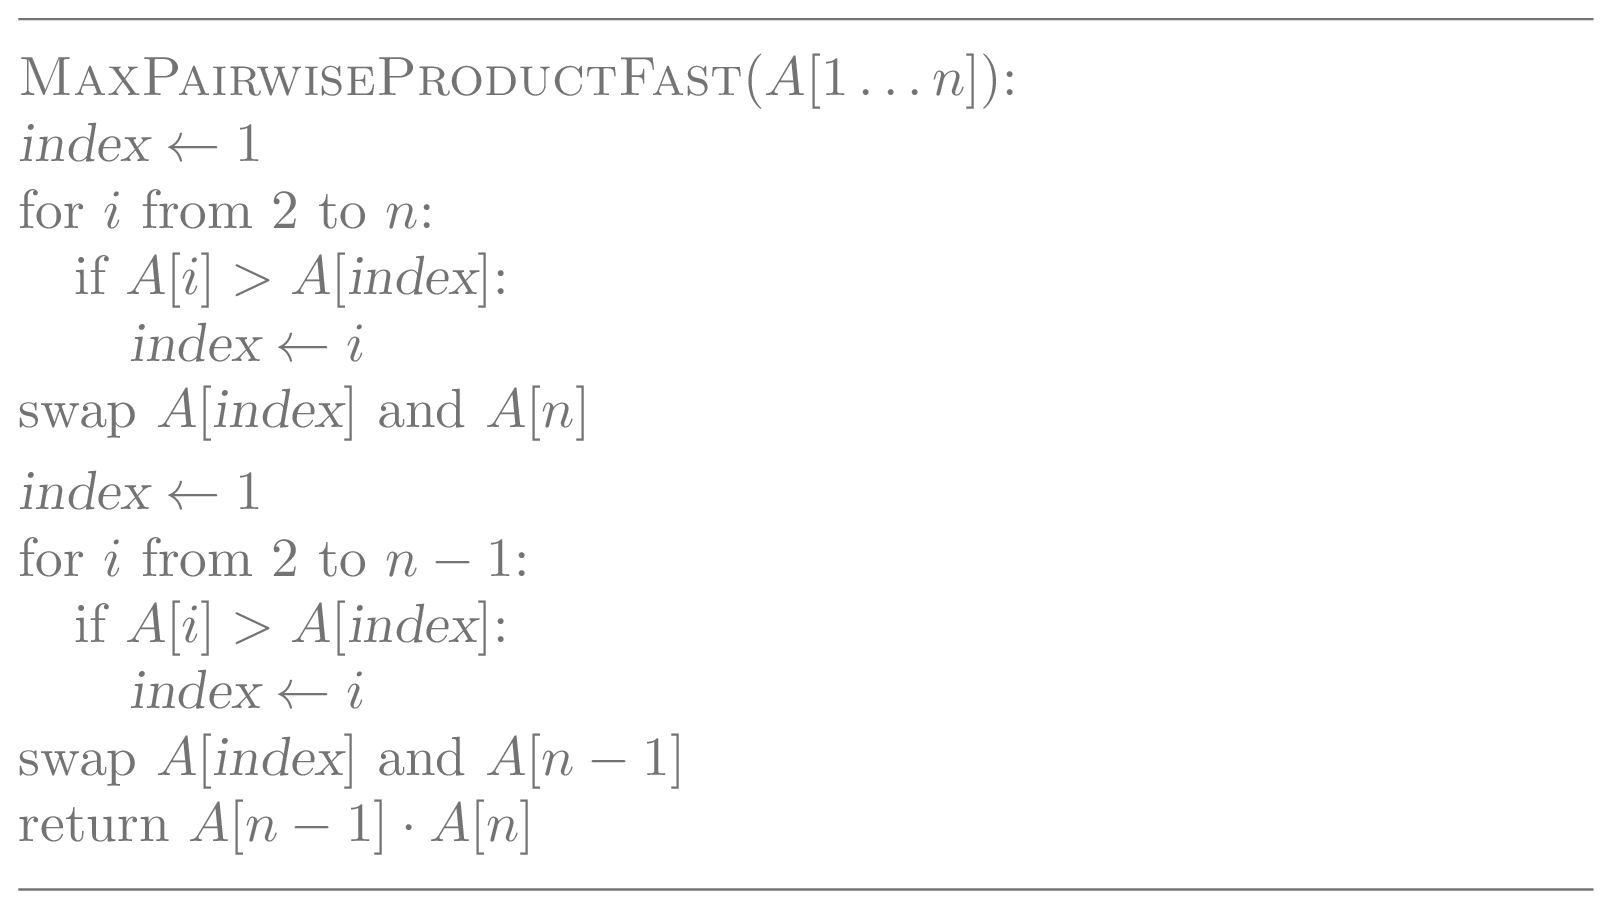 MaxPairwiseProductFast(A[1 … n]):
index ← 1
for i from 2 to n:
if A[i] > A[index]:
index ← i
swap A[index] and A[n]
index ← 1
for i from 2 to n − 1:
if A[i] > A[index]:
index ← i
swap A[index] and A[n − 1]
return A[n − 1] · A[n]